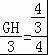 GH/3 = (4/3)/4